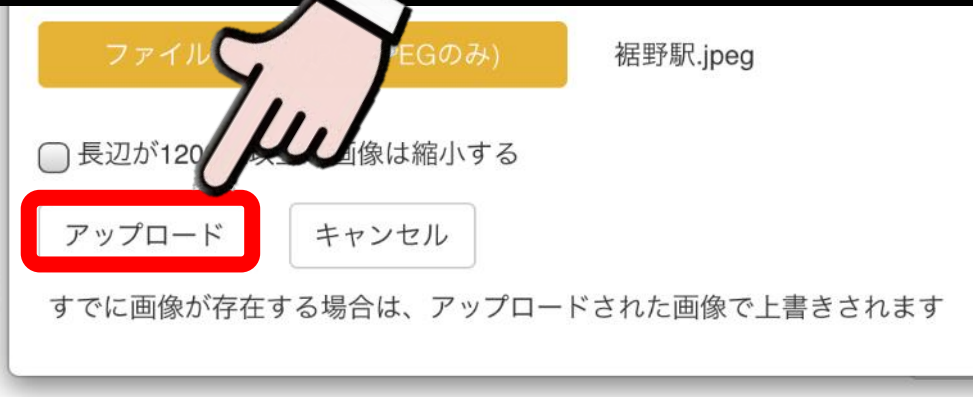 ファイル EGのみ) 裾野駅.jpeg
長辺が120 画像は縮小する
アップロード キャンセル
すでに画像が存在する場合は、アップロードされた画像で上書きされます